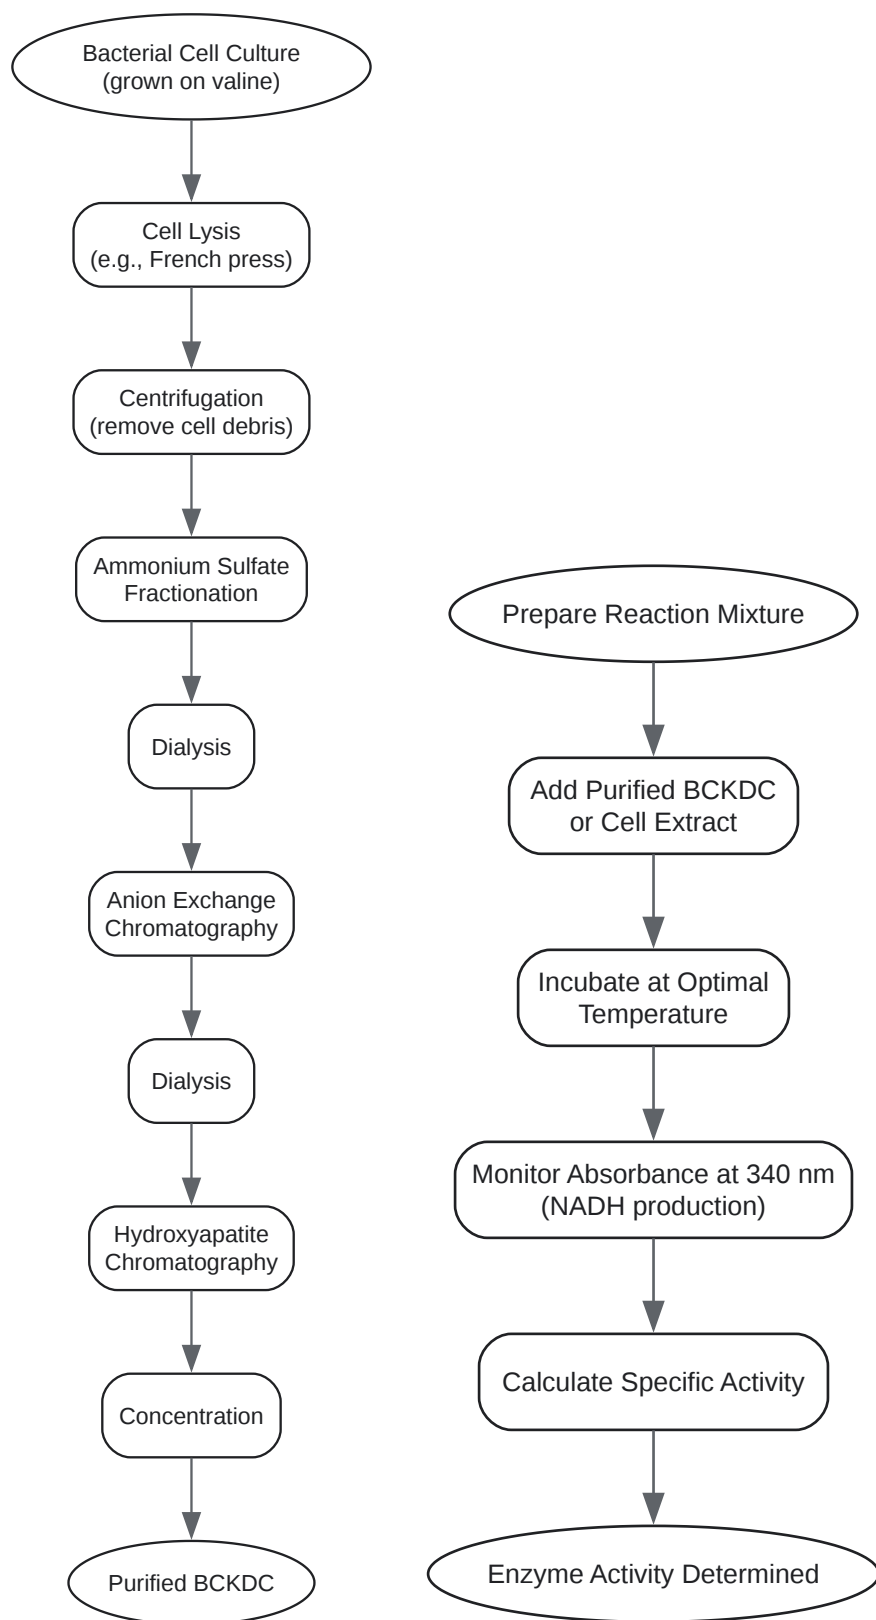 Bacterial Cell Culture
(grown on valine)
Cell Lysis
(e.g., French press)
Centrifugation
(remove cell debris)
Ammonium Sulfate
Fractionation
Dialysis
Anion Exchange
Chromatography
Dialysis
Hydroxyapatite
Chromatography
Concentration
Purified BCKDC
Prepare Reaction Mixture
Add Purified BCKDC
or Cell Extract
Incubate at Optimal
Temperature
Monitor Absorbance at 340 nm
(NADH production)
Calculate Specific Activity
Enzyme Activity Determined